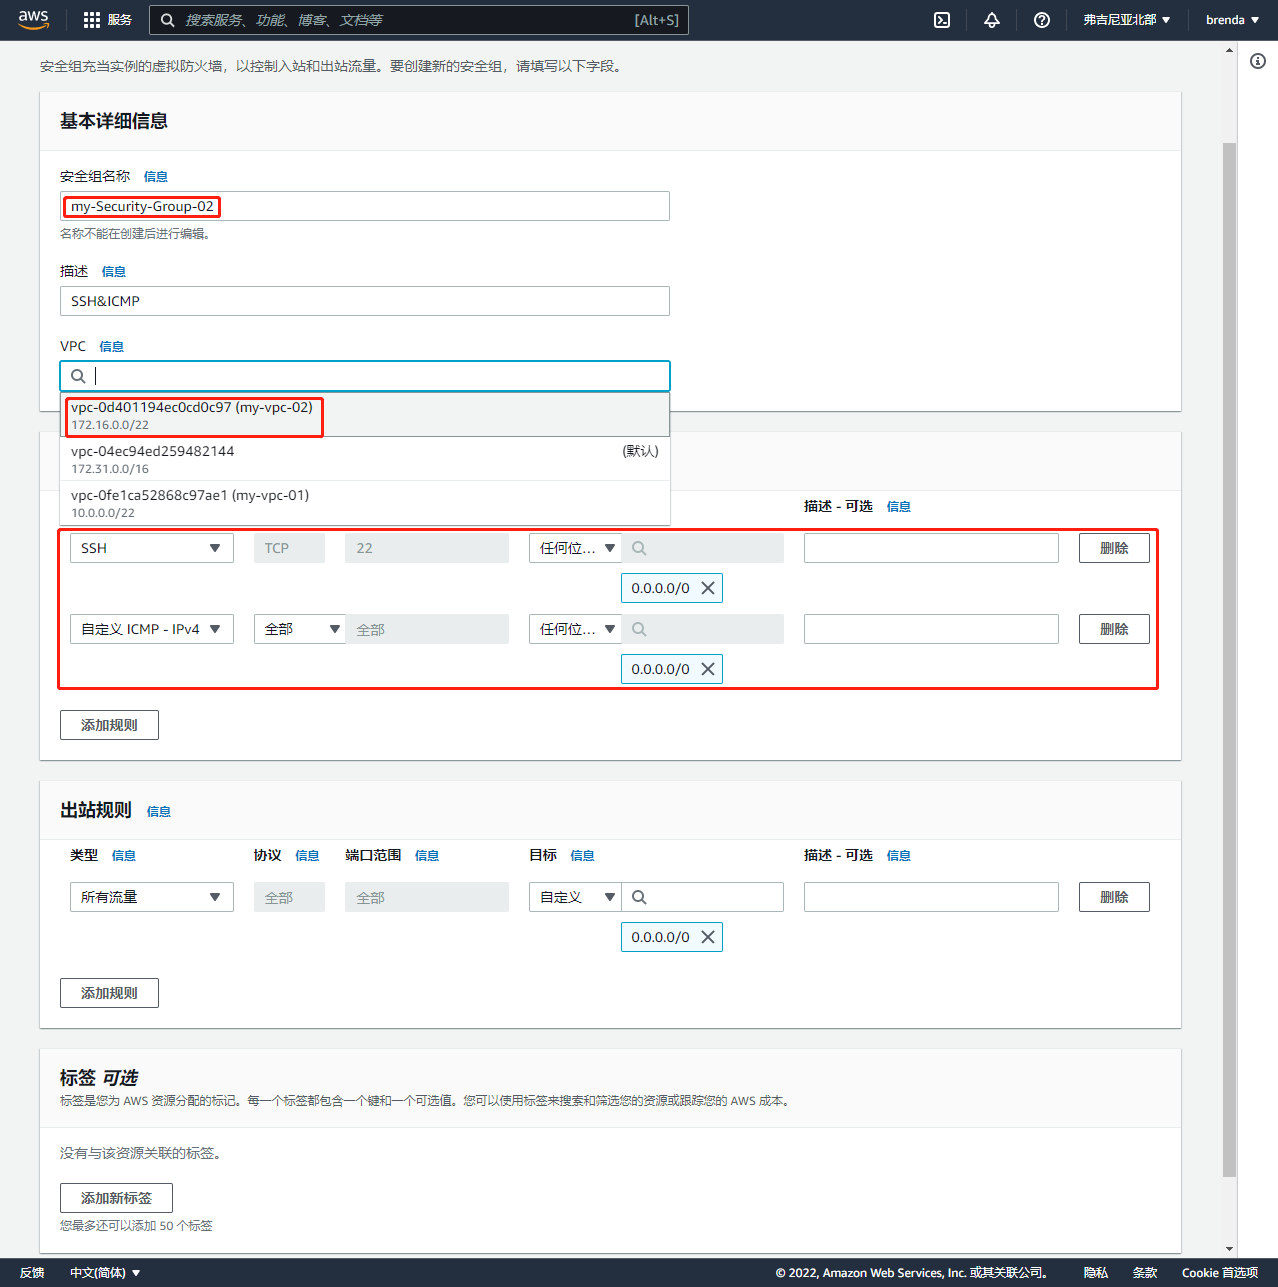 aws 服务 搜索服务、功能、博客、文档等 [Alt+S] 弗吉尼亚北部 ▼ brenda ▼
安全组充当实例的虚拟防火墙，以控制入站和出站流量。要创建新的安全组，请填写以下字段。
基本详细信息
安全组名称 信息
my-Security-Group-02
名称不能在创建后进行编辑。
描述 信息
SSH&ICMP
VPC 信息
vpc-0d401194ec0cd0c97 (my-vpc-02)
172.16.0.0/22
vpc-04ec94ed259482144 (默认)
172.31.0.0/16
vpc-0fe1ca52868c97ae1 (my-vpc-01)
10.0.0.0/22
描述 - 可选 信息
SSH TCP 22 任何位... 删除
0.0.0.0/0
自定义 ICMP - IPv4 全部 全部 任何位... 删除
0.0.0.0/0
添加规则
出站规则 信息
类型 信息 协议 信息 端口范围 信息 目标 信息 描述 - 可选 信息
所有流量 全部 全部 自定义 删除
0.0.0.0/0
添加规则
标签 可选
标签是您为 AWS 资源分配的标记。每一个标签都包含一个键和一个可选值。您可以使用标签来搜索和筛选您的资源或跟踪您的 AWS 成本。
没有与该资源关联的标签。
添加新标签
您最多还可以添加 50 个标签
反馈 中文(简体) ▼ © 2022, Amazon Web Services, Inc. 或其关联公司。 隐私 条款 Cookie 首选项